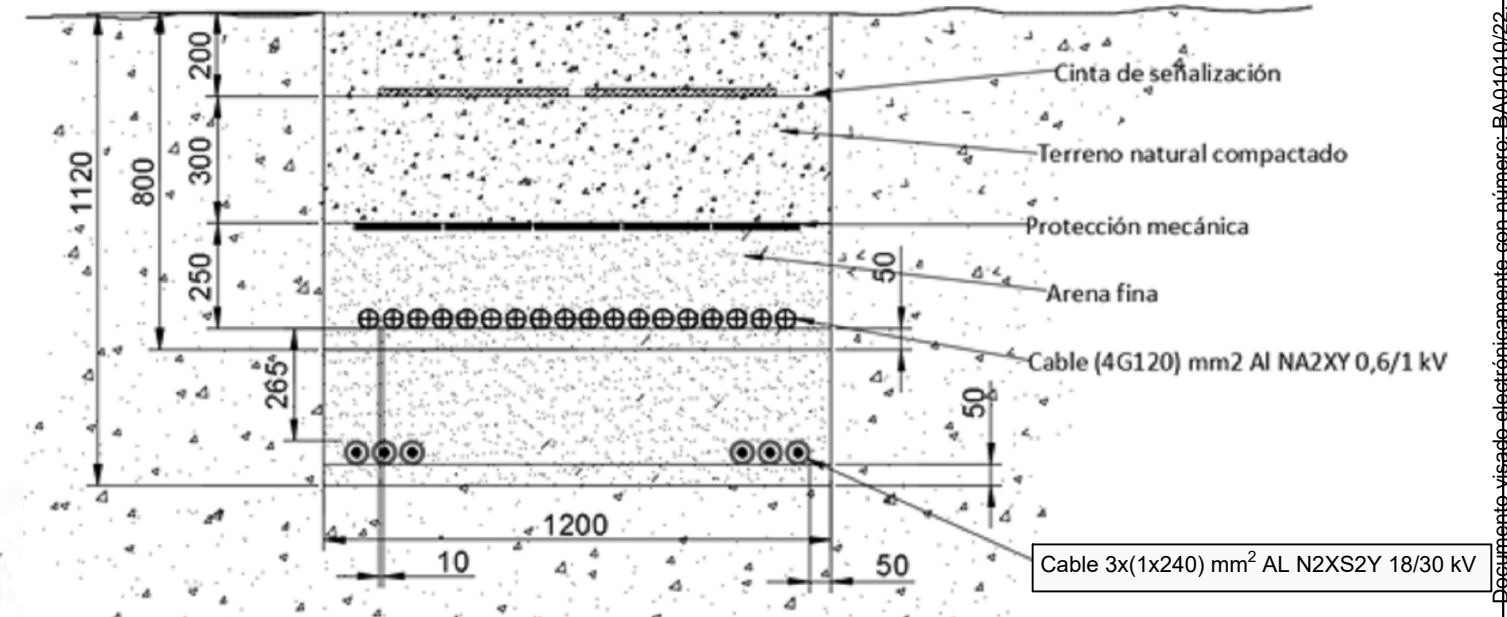 200
Cinta de señalización
300
Terreno natural compactado
1120
800
Protección mecánica
250
50
Arena fina
Cable (4G120) mm2 Al NA2XY 0,6/1 kV
265
50
1200
10
50
Cable 3x(1x240) mm² AL N2XS2Y 18/30 kV
Documento visado electrónicamente con número: BA01010/22